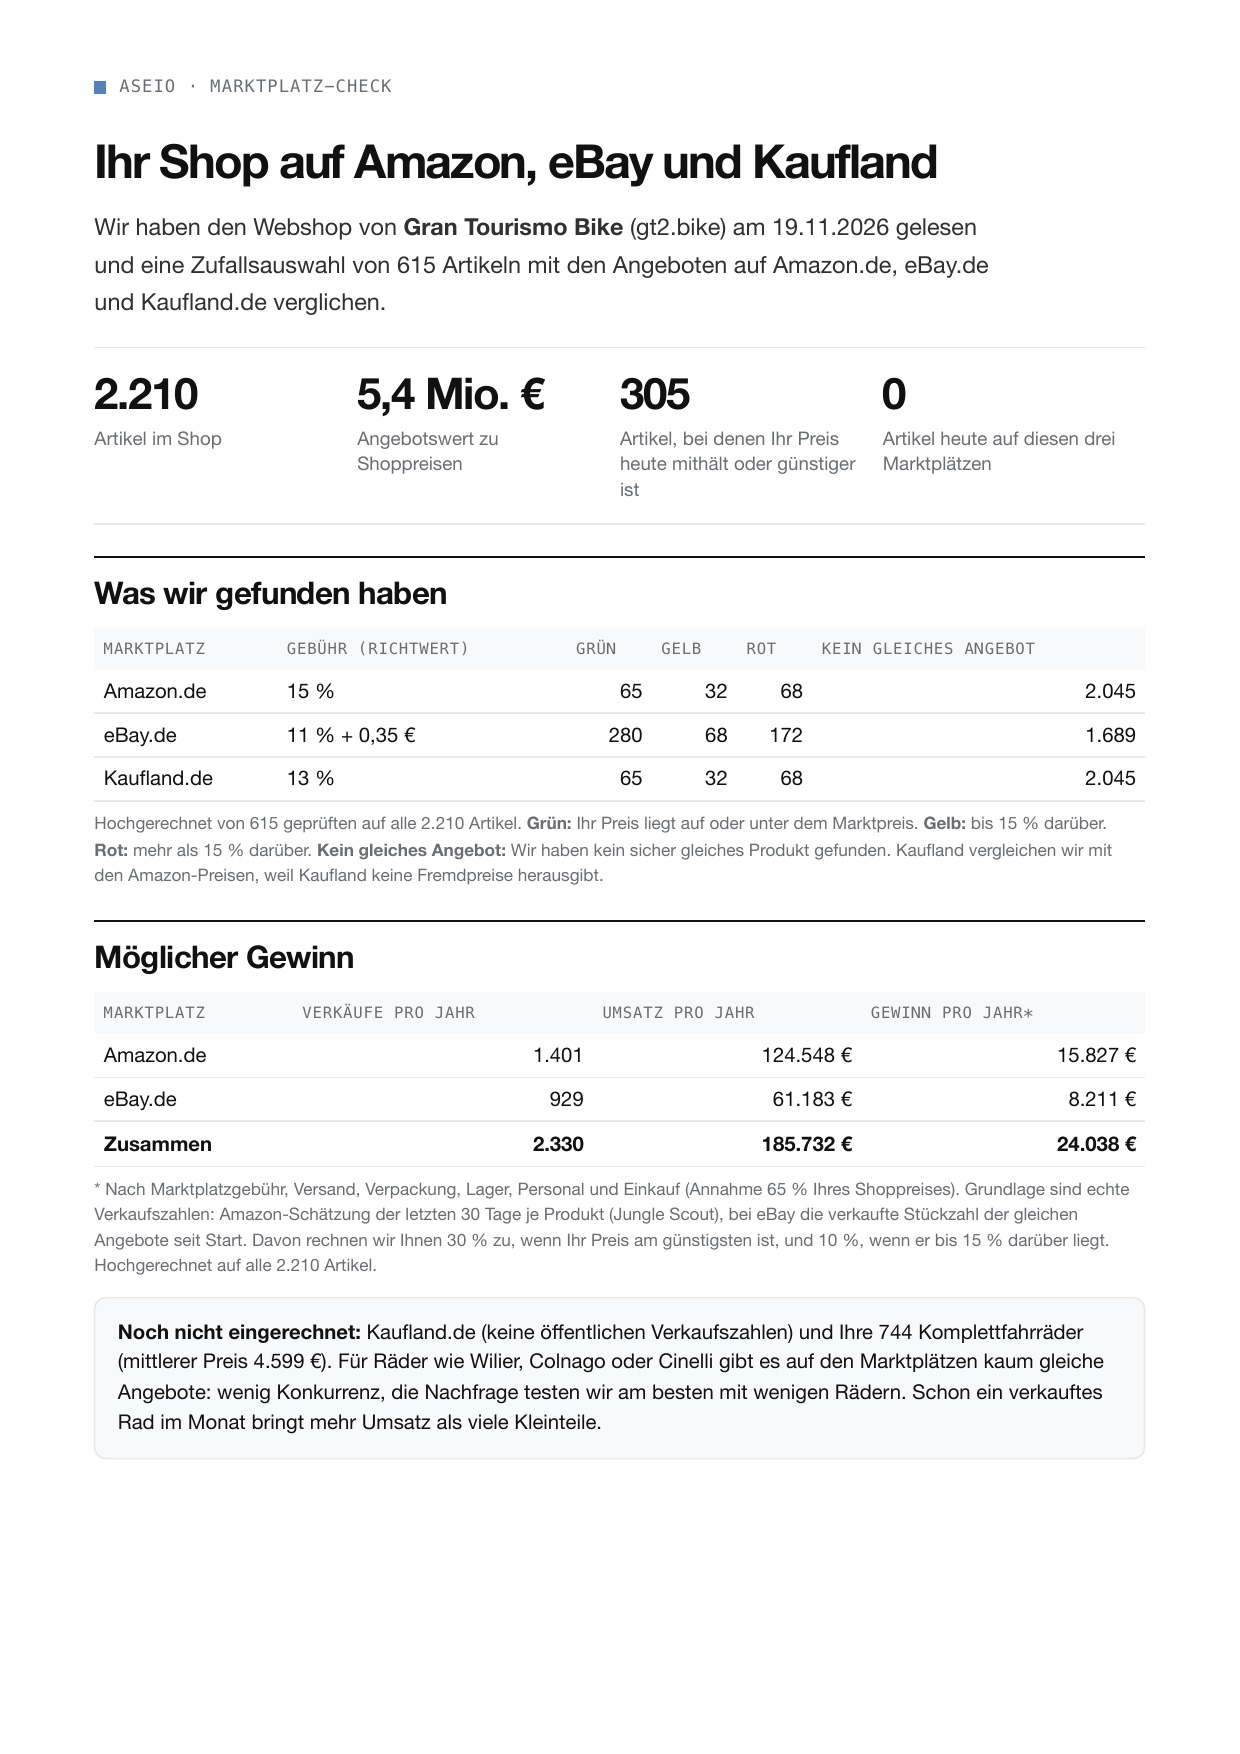 ASEIO · MARKTPLATZ–CHECK
Ihr Shop auf Amazon, eBay und Kaufland
Wir haben den Webshop von Gran Tourismo Bike (gt2.bike) am 19.11.2026 gelesen
und eine Zufallsauswahl von 615 Artikeln mit den Angeboten auf Amazon.de, eBay.de
und Kaufland.de verglichen.
2.210
Artikel im Shop
5,4 Mio. €
Angebotswert zu
Shoppreisen
305
Artikel, bei denen Ihr Preis
heute mithält oder günstiger
ist
0
Artikel heute auf diesen drei
Marktplätzen
Was wir gefunden haben
MARKTPLATZ GEBÜHR (RICHTWERT) GRÜN GELB ROT KEIN GLEICHES ANGEBOT
Amazon.de 15 % 65 32 68 2.045
eBay.de 11 % + 0,35 € 280 68 172 1.689
Kaufland.de 13 % 65 32 68 2.045
Hochgerechnet von 615 geprüften auf alle 2.210 Artikel. Grün: Ihr Preis liegt auf oder unter dem Marktpreis. Gelb: bis 15 % darüber.
Rot: mehr als 15 % darüber. Kein gleiches Angebot: Wir haben kein sicher gleiches Produkt gefunden. Kaufland vergleichen wir mit
den Amazon-Preisen, weil Kaufland keine Fremdpreise herausgibt.
Möglicher Gewinn
MARKTPLATZ VERKÄUFE PRO JAHR UMSATZ PRO JAHR GEWINN PRO JAHR*
Amazon.de 1.401 124.548 € 15.827 €
eBay.de 929 61.183 € 8.211 €
Zusammen 2.330 185.732 € 24.038 €
* Nach Marktplatzgebühr, Versand, Verpackung, Lager, Personal und Einkauf (Annahme 65 % Ihres Shoppreises). Grundlage sind echte
Verkaufszahlen: Amazon-Schätzung der letzten 30 Tage je Produkt (Jungle Scout), bei eBay die verkaufte Stückzahl der gleichen
Angebote seit Start. Davon rechnen wir Ihnen 30 % zu, wenn Ihr Preis am günstigsten ist, und 10 %, wenn er bis 15 % darüber liegt.
Hochgerechnet auf alle 2.210 Artikel.
Noch nicht eingerechnet: Kaufland.de (keine öffentlichen Verkaufszahlen) und Ihre 744 Komplettfahrräder
(mittlerer Preis 4.599 €). Für Räder wie Wilier, Colnago oder Cinelli gibt es auf den Marktplätzen kaum gleiche
Angebote: wenig Konkurrenz, die Nachfrage testen wir am besten mit wenigen Rädern. Schon ein verkauftes
Rad im Monat bringt mehr Umsatz als viele Kleinteile.